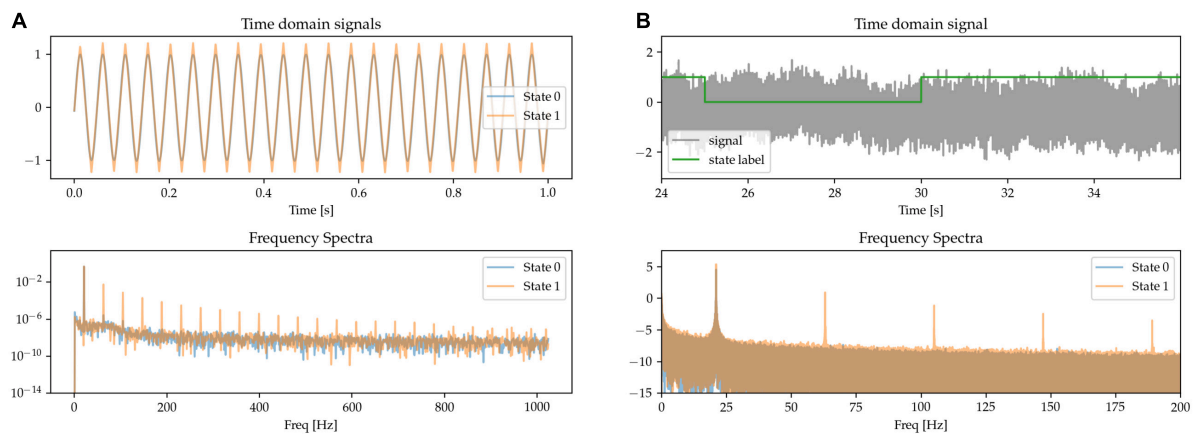 A
Time domain signals
1
0
−1
State 0
State 1
0.0 0.2 0.4 0.6 0.8 1.0
Time [s]
Frequency Spectra
10−2
10−6
10−10
10−14
State 0
State 1
0 200 400 600 800 1000
Freq [Hz]
B
Time domain signal
2
0
−2
signal
state label
24 26 28 30 32 34
Time [s]
Frequency Spectra
5
0
−5
−10
−15
State 0
State 1
0 25 50 75 100 125 150 175 200
Freq [Hz]